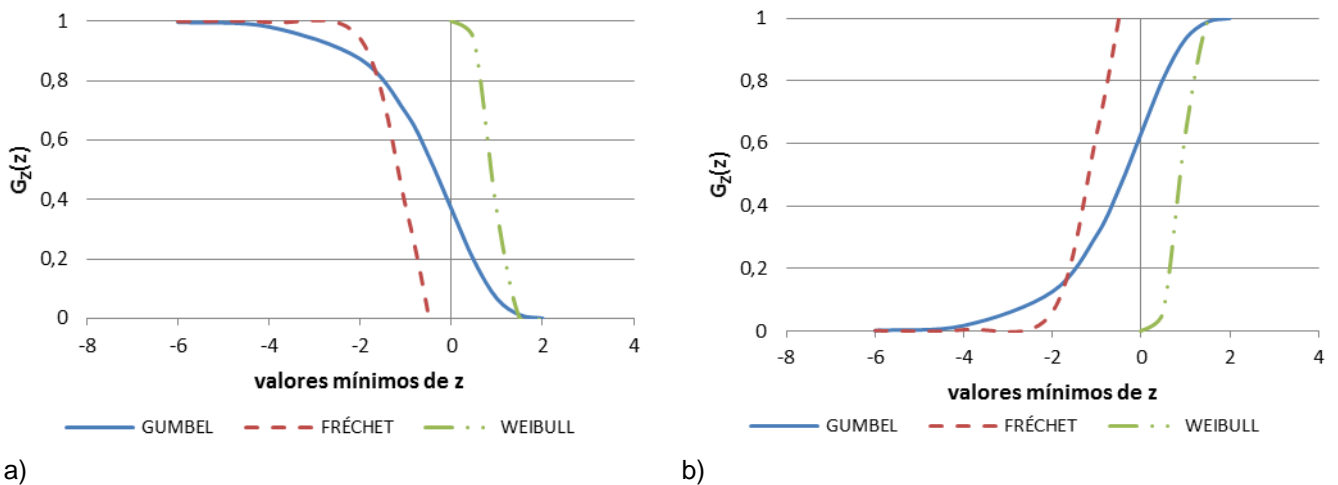 1
0,8
0,6
0,4
0,2
0
G_Z(z)
-8 -6 -4 -2 0 2 4
valores mínimos de z
GUMBEL FRÉCHET WEIBULL
a)
1
0,8
0,6
0,4
0,2
0
G_Z(z)
-8 -6 -4 -2 0 2 4
valores mínimos de z
GUMBEL FRÉCHET WEIBULL
b)